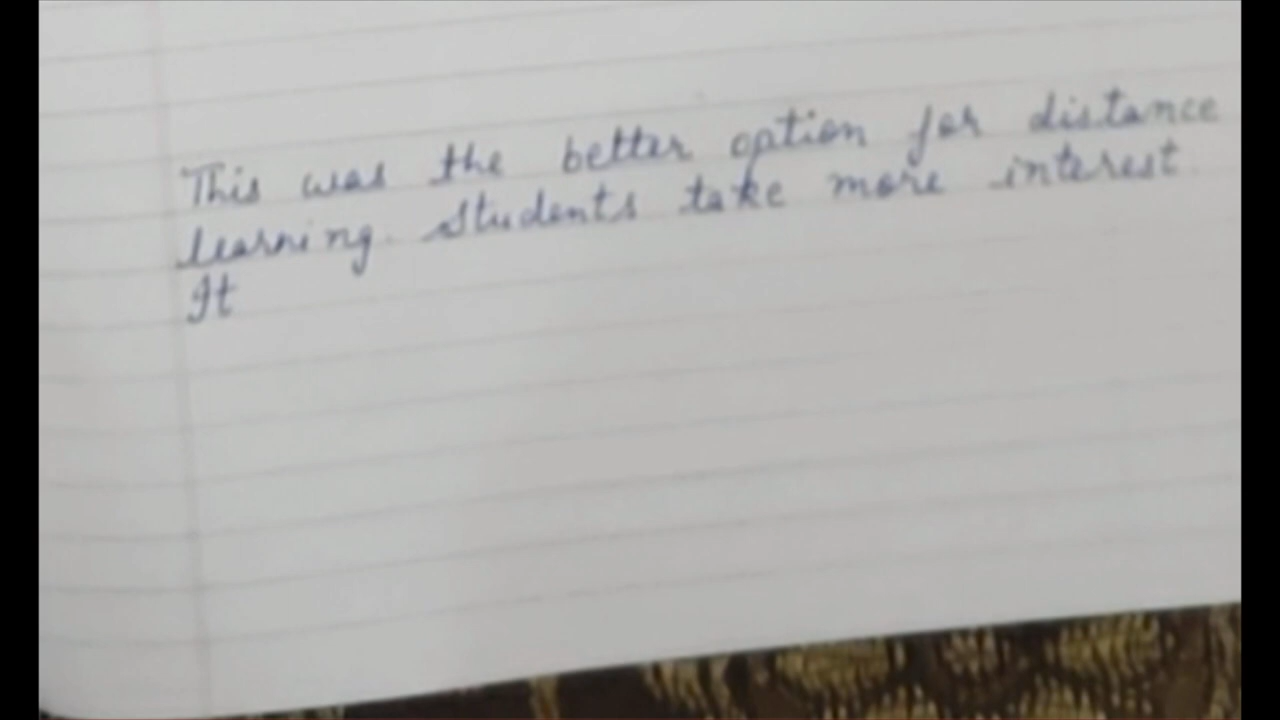 This was the better option for distance
learning. Students take more interest.
It